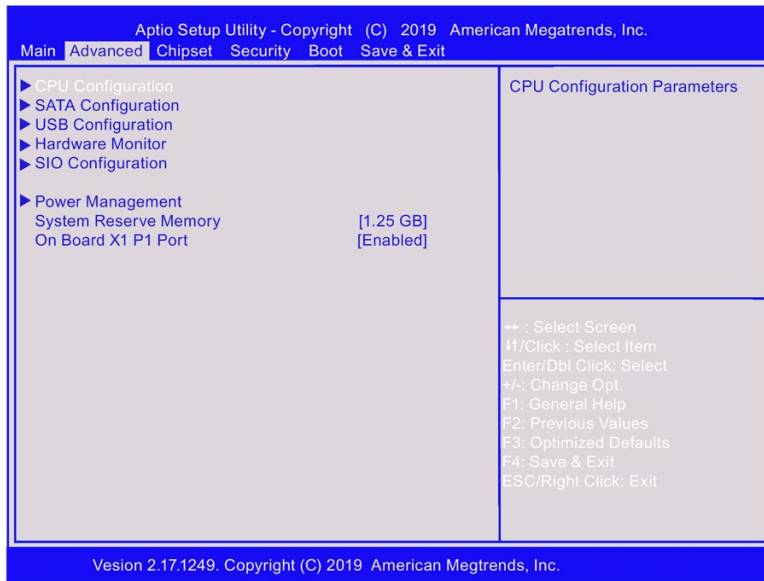 Aptio Setup Utility - Copyright (C) 2019 American Megatrends, Inc.
Main Advanced Chipset Security Boot Save & Exit
CPU Configuration
SATA Configuration
USB Configuration
Hardware Monitor
SIO Configuration
Power Management
System Reserve Memory [1.25 GB]
On Board X1 P1 Port [Enabled]
CPU Configuration Parameters
↔ : Select Screen
↓↑/Click : Select Item
Enter/Dbl Click: Select
+/-: Change Opt.
F1: General Help
F2: Previous Values
F3: Optimized Defaults
F4: Save & Exit
ESC/Right Click: Exit
Vesion 2.17.1249. Copyright (C) 2019 American Megtrends, Inc.